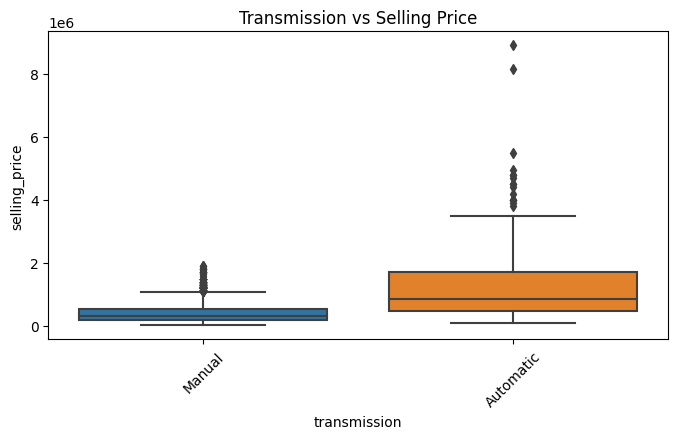 Transmission vs Selling Price
1e6
8
6
4
2
0
selling_price
Manual
Automatic
transmission